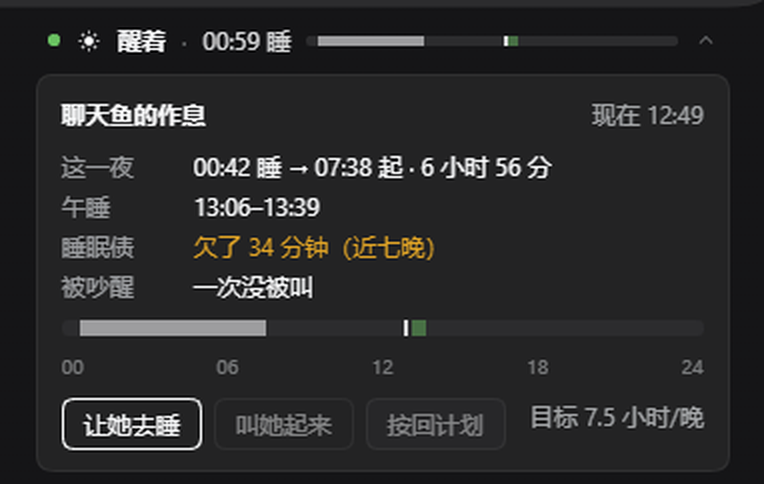 醒着 · 00:59 睡
聊天鱼的作息 现在 12:49
这一夜 00:42 睡 → 07:38 起 · 6 小时 56 分
午睡 13:06–13:39
睡眠债 欠了 34 分钟（近七晚）
被吵醒 一次没被叫
00 06 12 18 24
让她去睡 叫她起来 按回计划 目标 7.5 小时/晚